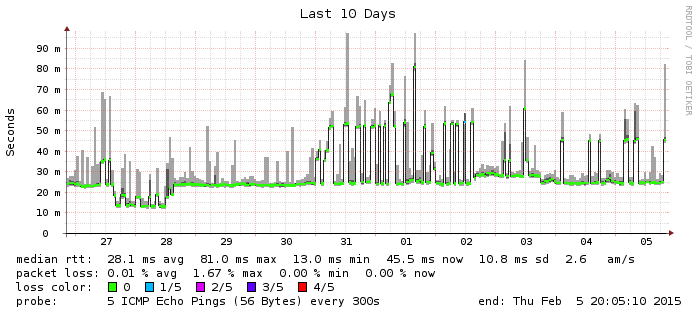 Last 10 Days
RRDTOOL / TOBI OETIKER
Seconds
90 m
80 m
70 m
60 m
50 m
40 m
30 m
20 m
10 m
0
27 28 29 30 31 01 02 03 04 05
median rtt: 28.1 ms avg 81.0 ms max 13.0 ms min 45.5 ms now 10.8 ms sd 2.6 am/s
packet loss: 0.01 % avg 1.67 % max 0.00 % min 0.00 % now
loss color: 0 1/5 2/5 3/5 4/5
probe: 5 ICMP Echo Pings (56 Bytes) every 300s end: Thu Feb 5 20:05:10 2015